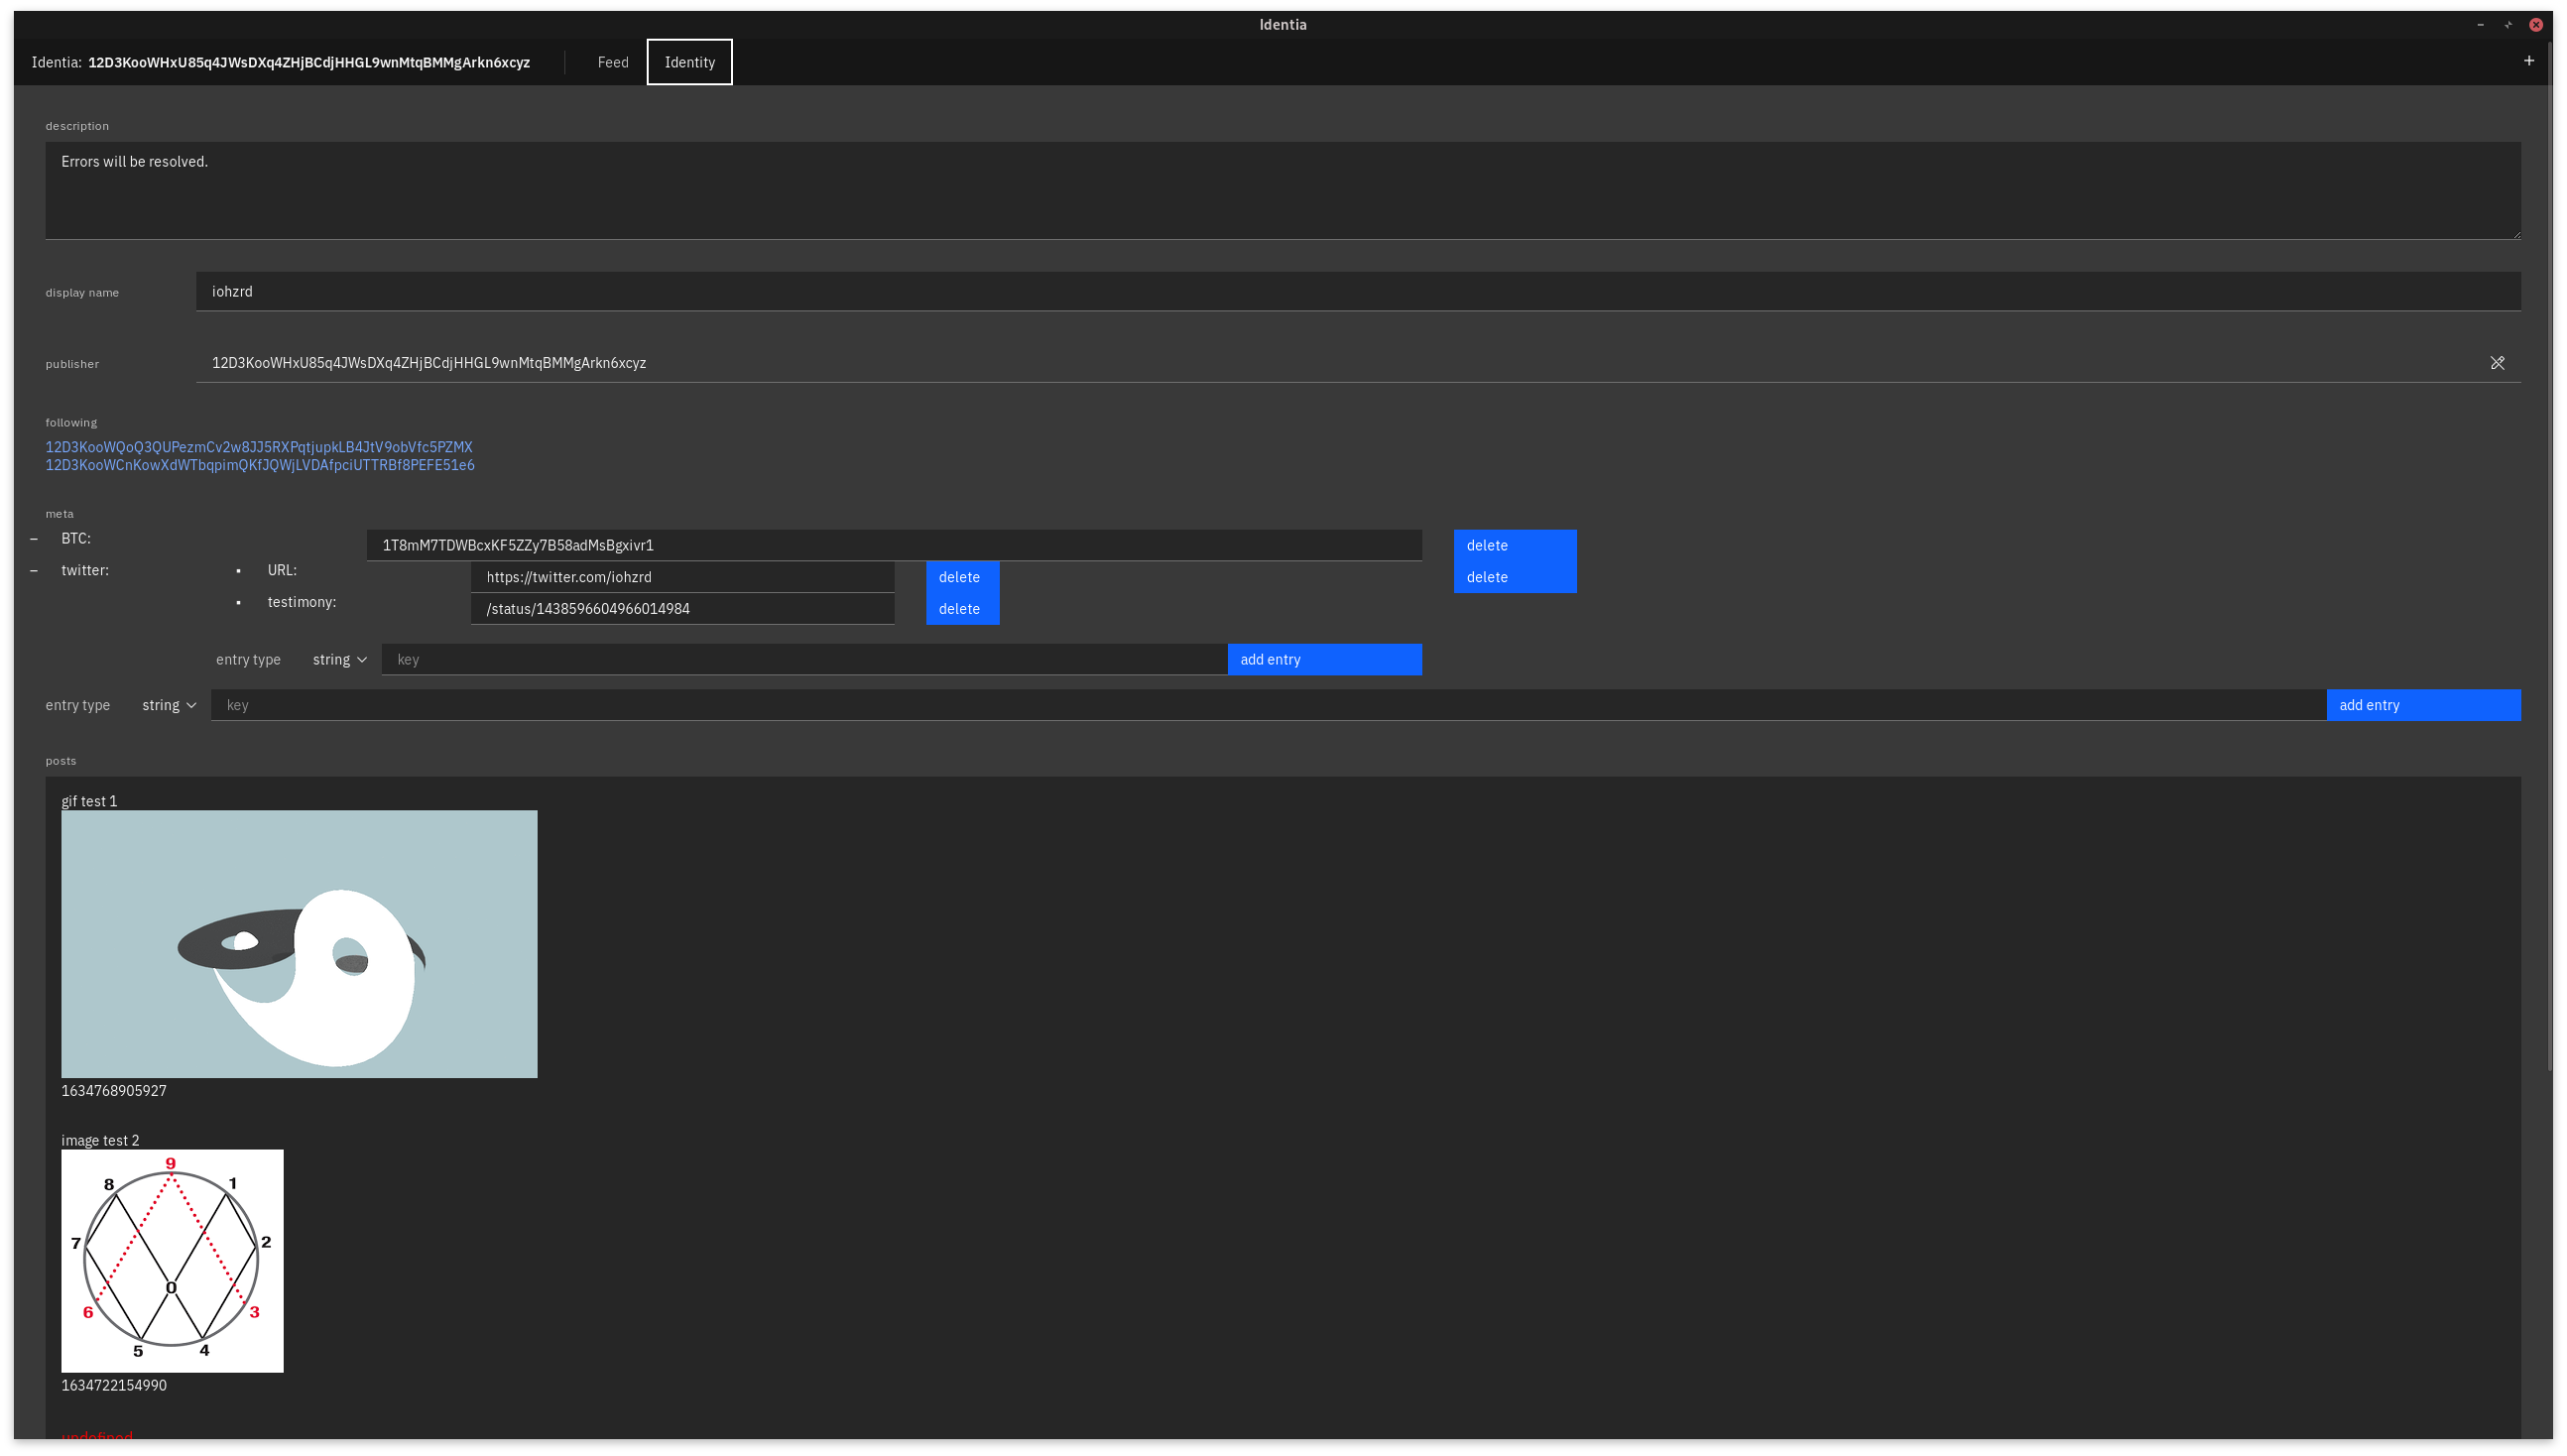 Identia
Identia: 12D3KooWHxU85q4JWsDXq4ZHjBCdjHHGL9wnMtqBMMgArkn6xcyz Feed Identity +
description
Errors will be resolved.
display name iohzrd
publisher 12D3KooWHxU85q4JWsDXq4ZHjBCdjHHGL9wnMtqBMMgArkn6xcyz
following
12D3KooWQoQ3QUPezmCv2w8JJ5RXPqtjupkLB4JtV9obVfc5PZMX
12D3KooWCnKowXdWTbqpimQKfJQWjLVDAfpciUTTRBf8PEFE51e6
meta
– BTC: 1T8mM7TDWBcxKF5ZZy7B58adMsBgxivr1 delete
– twitter: ▪ URL: https://twitter.com/iohzrd delete delete
▪ testimony: /status/1438596604966014984 delete
entry type string key add entry
entry type string key add entry
posts
gif test 1
1634768905927
image test 2
9
8 1
7 2
0
6 3
5 4
1634722154990
undefined